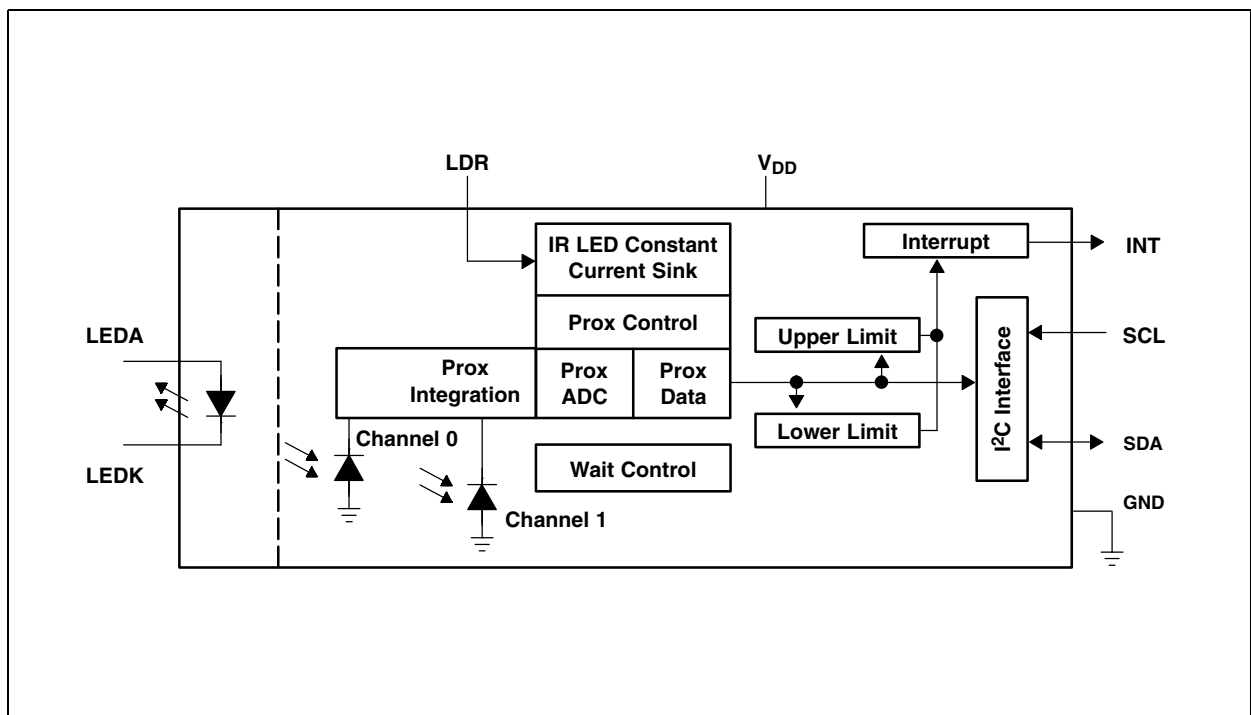 LDR
V_DD
IR LED Constant
Current Sink
Interrupt
INT
Prox Control
Upper Limit
SCL
LEDA
Prox
Integration
Prox
ADC
Prox
Data
I²C Interface
Lower Limit
Channel 0
SDA
LEDK
Wait Control
GND
Channel 1